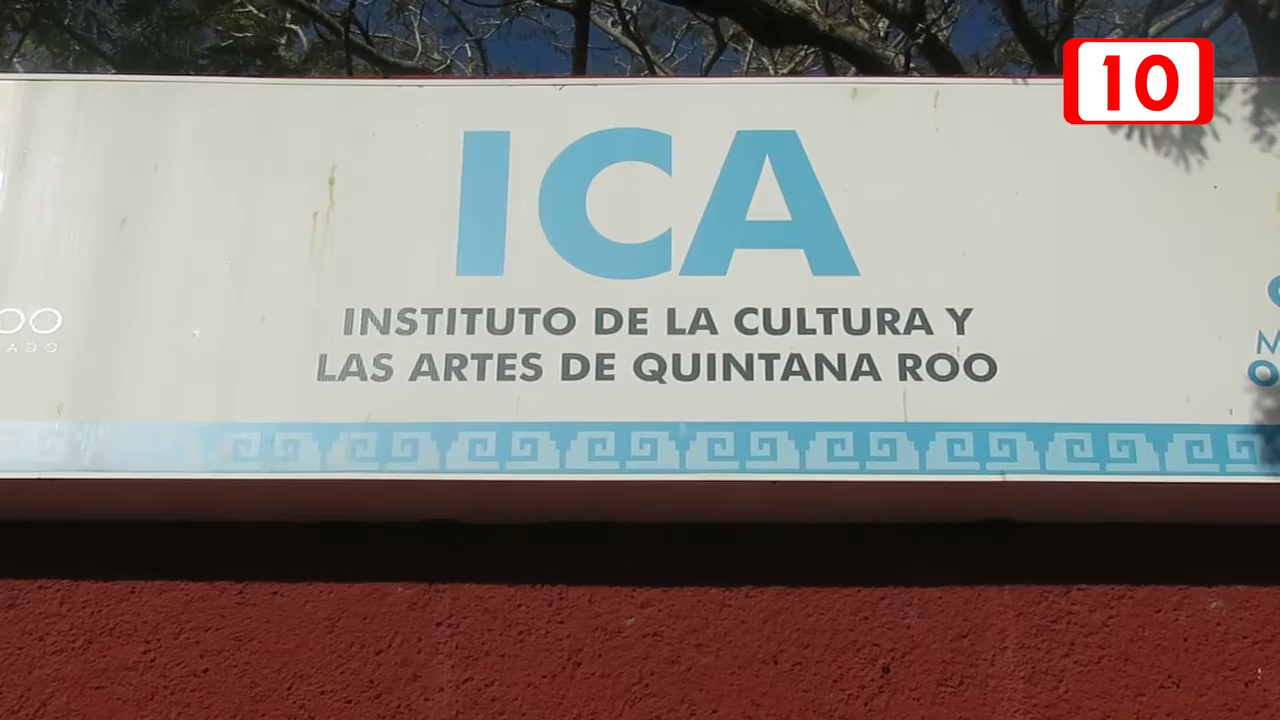 10
ICA
INSTITUTO DE LA CULTURA Y
LAS ARTES DE QUINTANA ROO